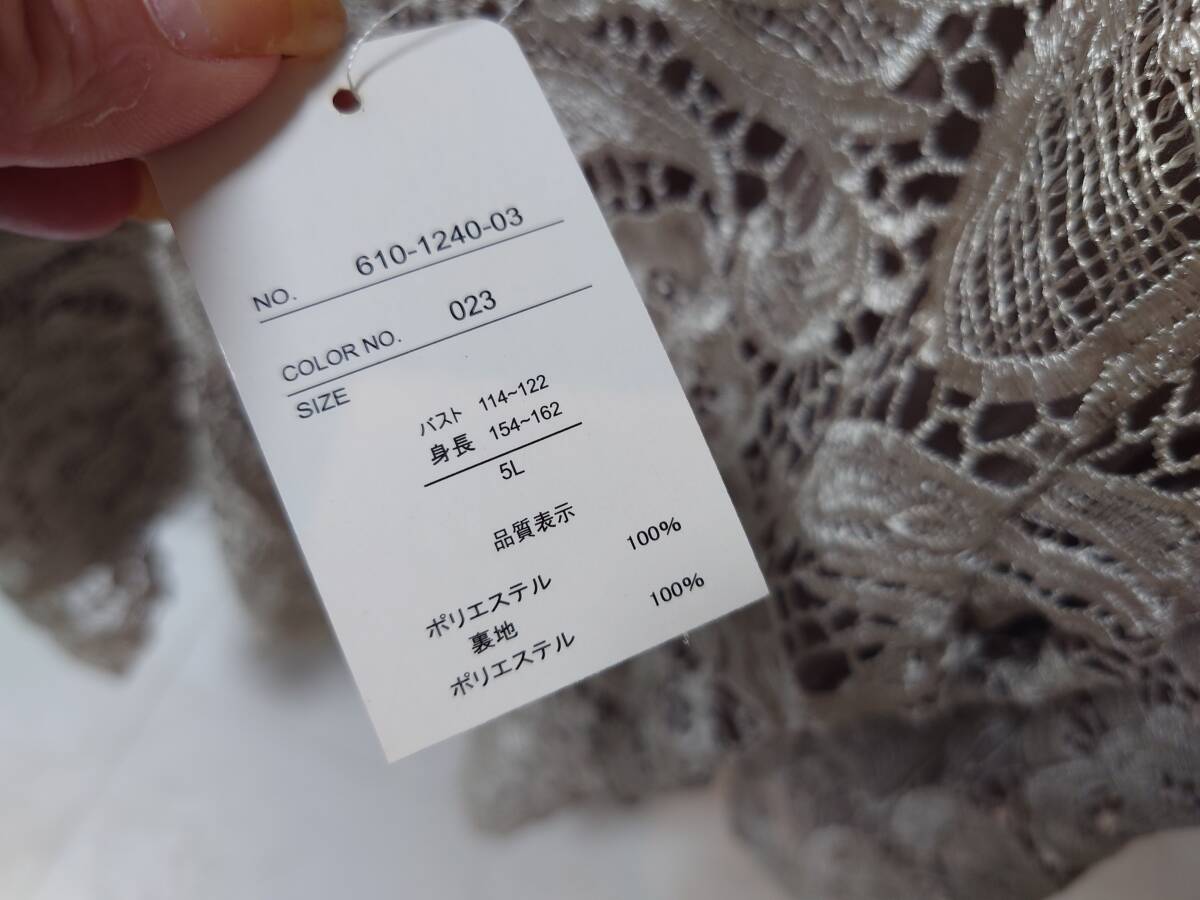 NO. 610-1240-03
COLOR NO. 023
SIZE
バスト 114~122
身長 154~162
5L
品質表示
ポリエステル 100%
裏地
ポリエステル 100%